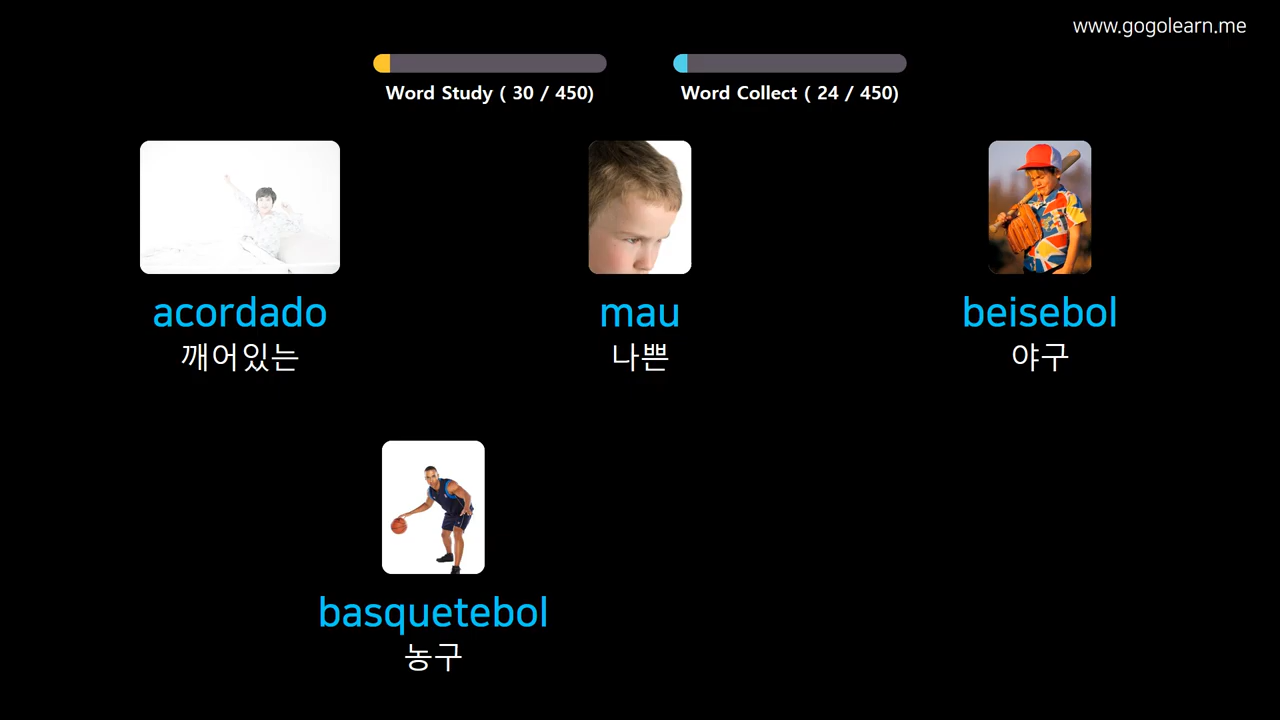 www.gogolearn.me
Word Study ( 30 / 450)
Word Collect ( 24 / 450)
acordado
깨어있는
mau
나쁜
beisebol
야구
basquetebol
농구